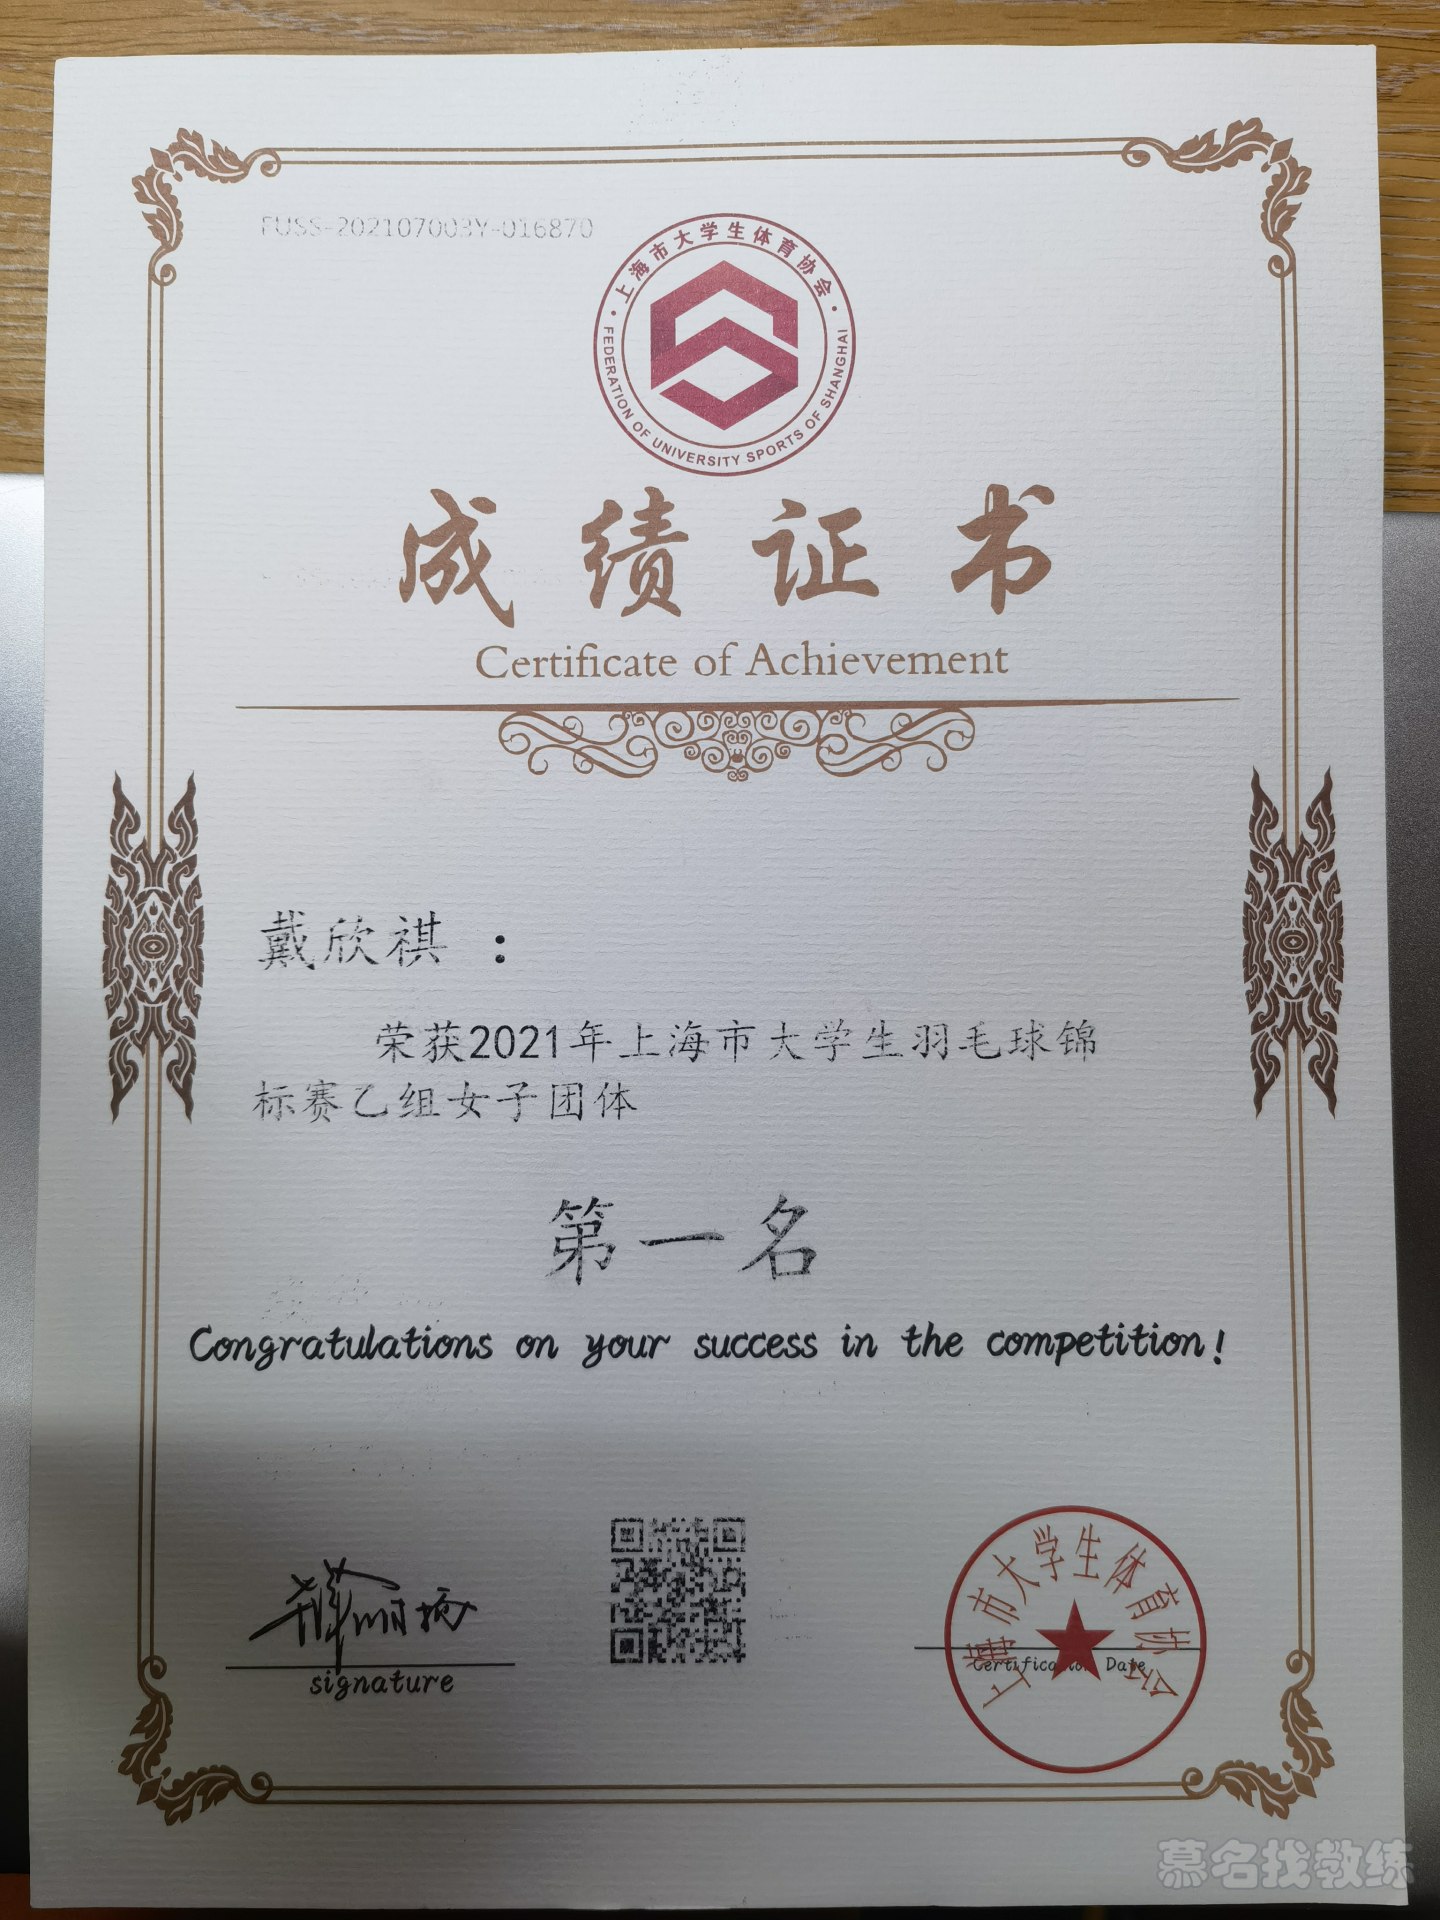 FUSS-202107003Y-016870
上海市大学生体育协会
FEDERATION OF UNIVERSITY SPORTS OF SHANGHAI
成绩证书
Certificate of Achievement
戴欣祺：
荣获2021年上海市大学生羽毛球锦
标赛乙组女子团体
第一名
Congratulations on your success in the competition!
signature
上海市大学生体育协会
Certification Date
慕名找教练